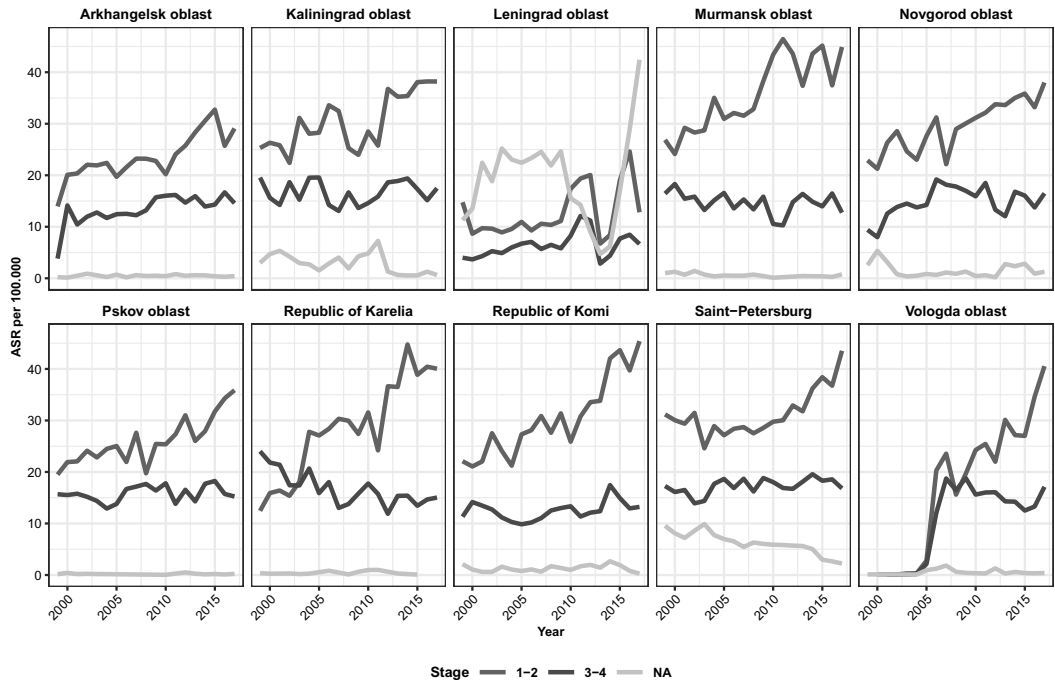 Arkhangelsk oblast Kaliningrad oblast Leningrad oblast Murmansk oblast Novgorod oblast
40
30
20
10
0
Pskov oblast Republic of Karelia Republic of Komi Saint−Petersburg Vologda oblast
40
30
20
10
0
2000 2005 2010 2015 2000 2005 2010 2015 2000 2005 2010 2015 2000 2005 2010 2015 2000 2005 2010 2015
ASR per 100.000
Year
Stage 1−2 3−4 NA